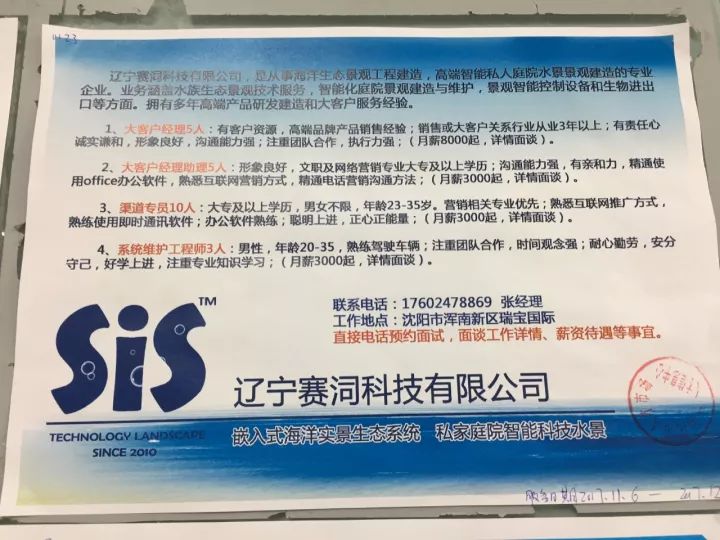 4-23
辽宁赛泀科技有限公司，是从事海洋生态景观工程建造，高端智能私人庭院水景景观建造的专业
企业。业务涵盖水族生态景观技术服务，智能化庭院景观建造与维护，景观智能控制设备和生物进出
口等方面。拥有多年高端产品研发建造和大客户服务经验。
1、大客户经理5人：有客户资源，高端品牌产品销售经验；销售或大客户关系行业从业3年以上；有责任心
诚实谦和，形象良好，沟通能力强；注重团队合作，执行力强；（月薪8000起，详情面谈）。
2、大客户经理助理5人：形象良好，文职及网络营销专业大专及以上学历；沟通能力强，有亲和力，精通使
用office办公软件，熟悉互联网营销方式，精通电话营销沟通方法；（月薪3000起，详情面谈）。
3、渠道专员10人：大专及以上学历，男女不限，年龄23-35岁。营销相关专业优先；熟悉互联网推广方式，
熟练使用即时通讯软件；办公软件熟练；聪明上进，正心正能量；（月薪3000起，详情面谈）。
4、系统维护工程师3人：男性，年龄20-35，熟练驾驶车辆；注重团队合作，时间观念强；耐心勤劳，安分
守己，好学上进，注重专业知识学习；（月薪3000起，详情面谈）。
联系电话：17602478869 张经理
工作地点：沈阳市浑南新区瑞宝国际
直接电话预约面试，面谈工作详情、薪资待遇等事宜。
SiS™
辽宁赛泀科技有限公司
TECHNOLOGY LANDSCAPE
SINCE 2010
嵌入式海洋实景生态系统 私家庭院智能科技水景
2017.11.6 —